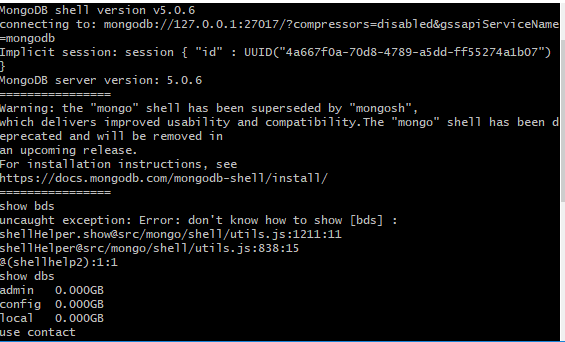 MongoDB shell version v5.0.6
connecting to: mongodb://127.0.0.1:27017/?compressors=disabled&gssapiServiceName
=mongodb
Implicit session: session { "id" : UUID("4a667f0a-70d8-4789-a5dd-ff55274a1b07")
}
MongoDB server version: 5.0.6
================
Warning: the "mongo" shell has been superseded by "mongosh",
which delivers improved usability and compatibility.The "mongo" shell has been d
eprecated and will be removed in
an upcoming release.
For installation instructions, see
https://docs.mongodb.com/mongodb-shell/install/
================
show bds
uncaught exception: Error: don't know how to show [bds] :
shellHelper.show@src/mongo/shell/utils.js:1211:11
shellHelper@src/mongo/shell/utils.js:838:15
@(shellhelp2):1:1
show dbs
admin   0.000GB
config  0.000GB
local   0.000GB
use contact